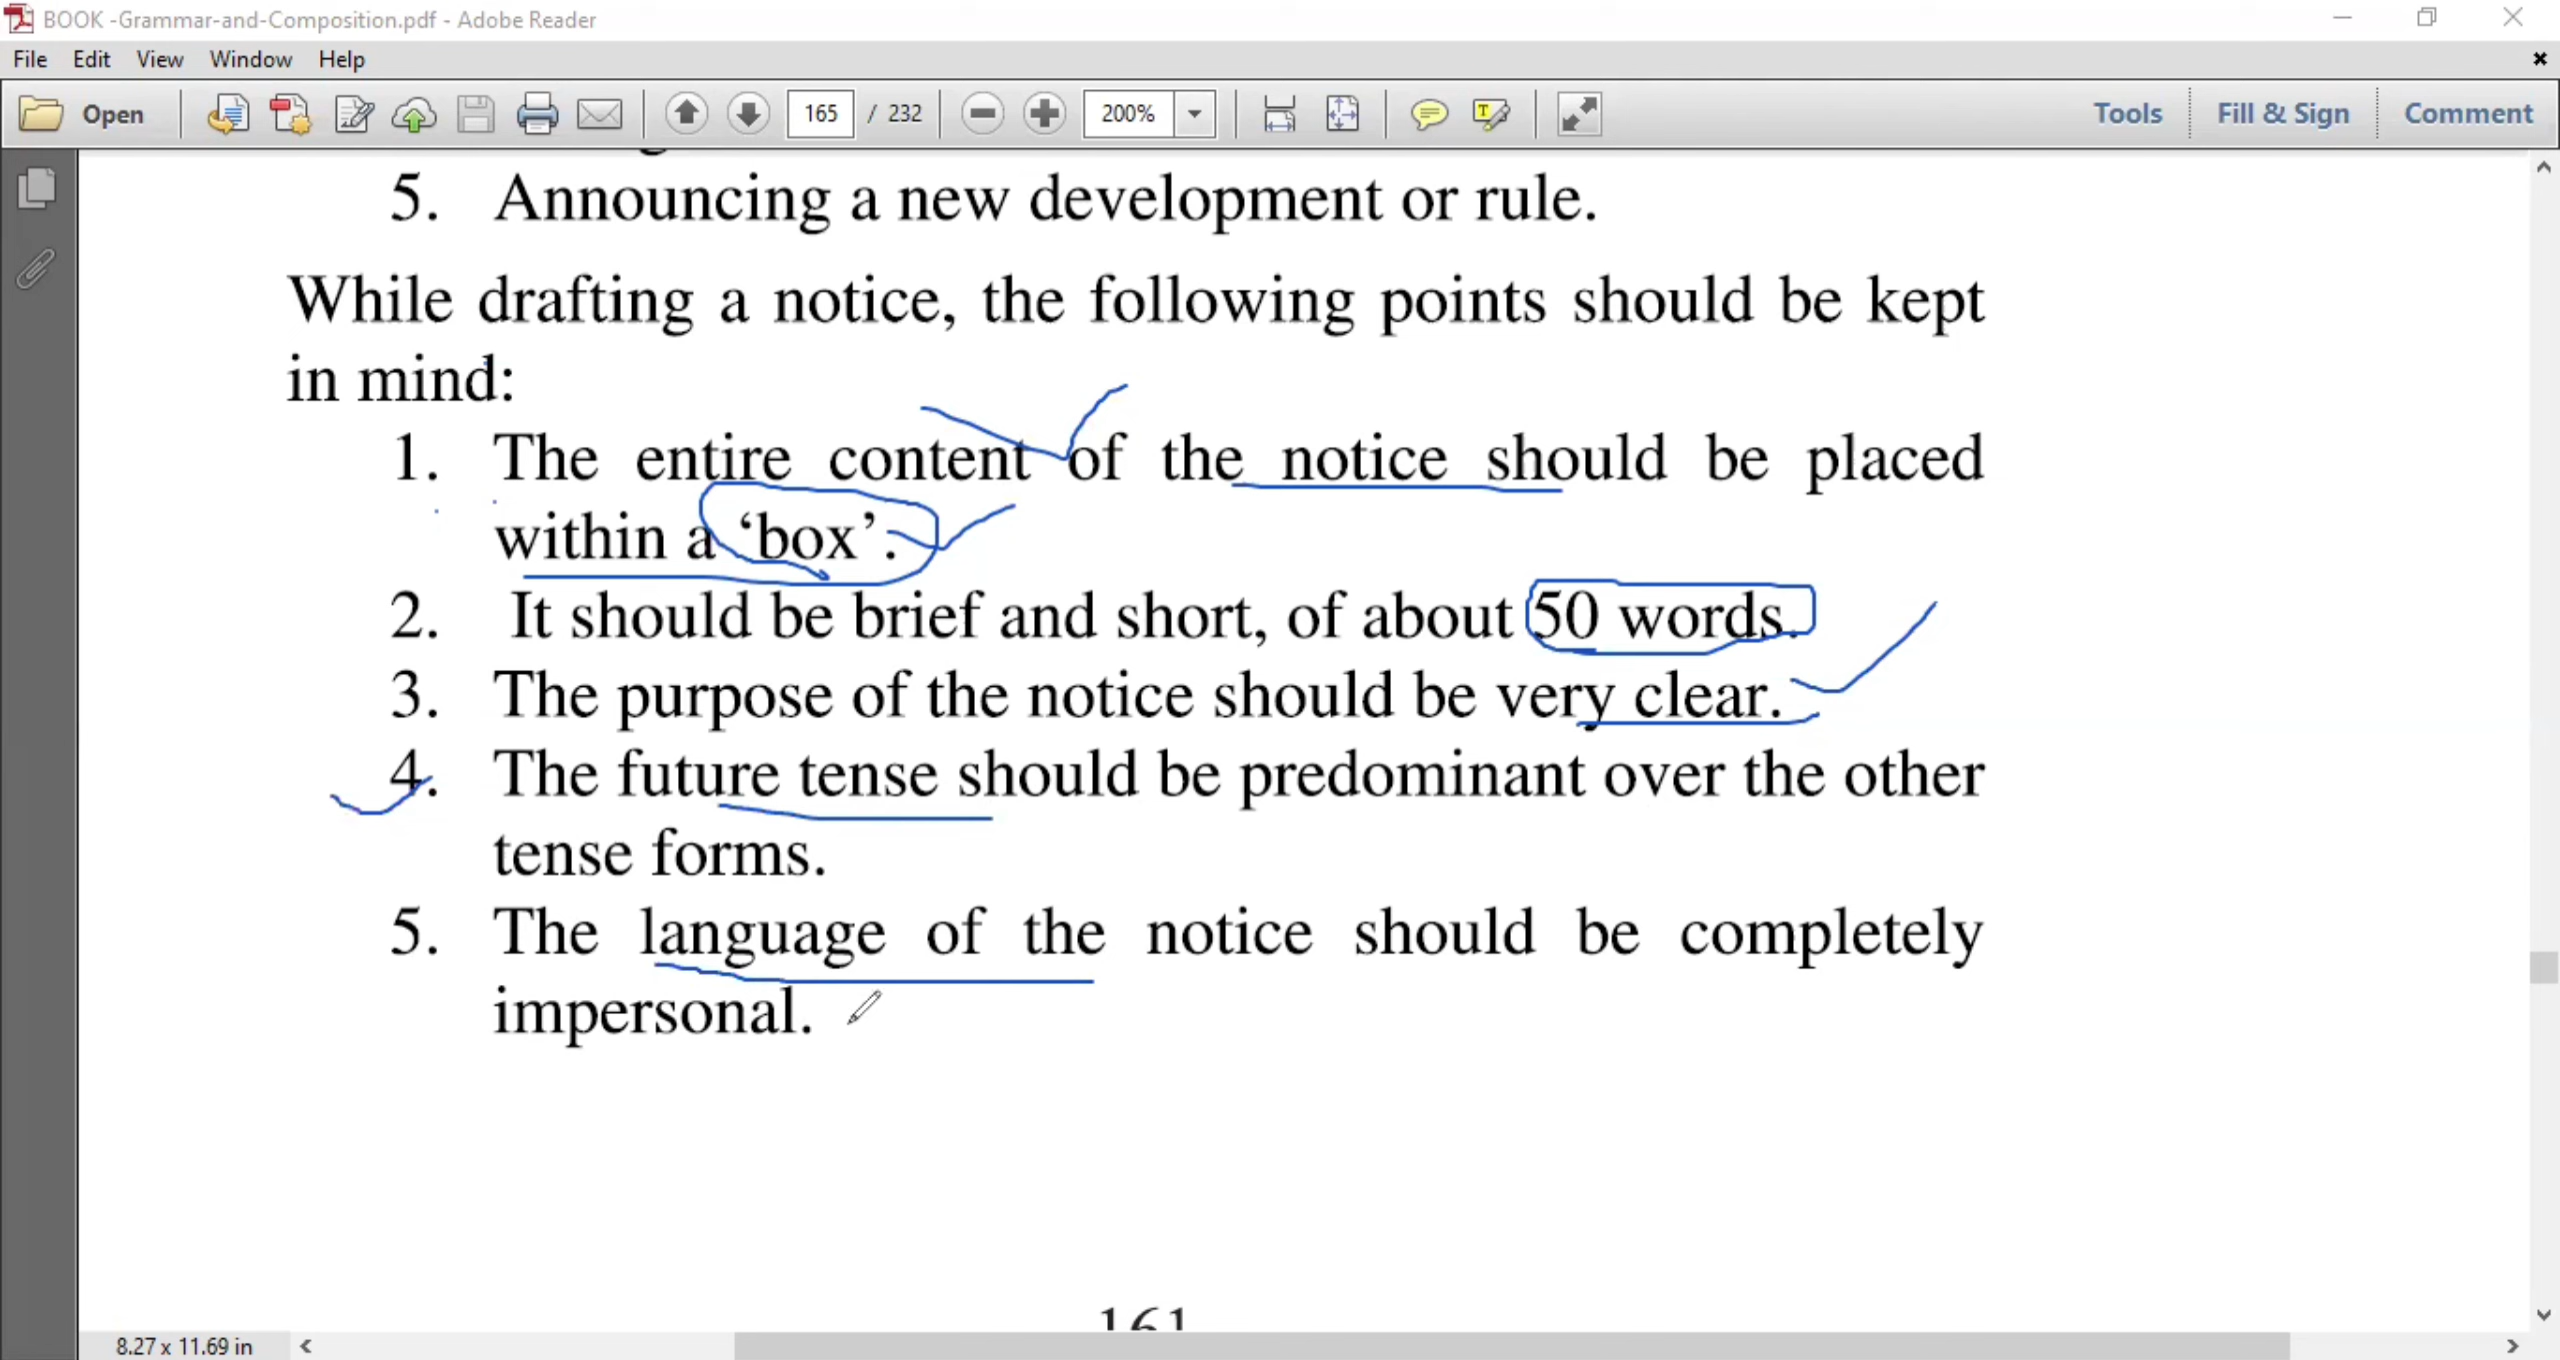 BOOK -Grammar-and-Composition.pdf - Adobe Reader
File Edit View Window Help
Open 165 / 232 200% Tools Fill & Sign Comment
5. Announcing a new development or rule.
While drafting a notice, the following points should be kept
in mind:
1. The entire content of the notice should be placed
within a ‘box’.
2. It should be brief and short, of about 50 words.
3. The purpose of the notice should be very clear.
4. The future tense should be predominant over the other
tense forms.
5. The language of the notice should be completely
impersonal.
161
8.27 x 11.69 in